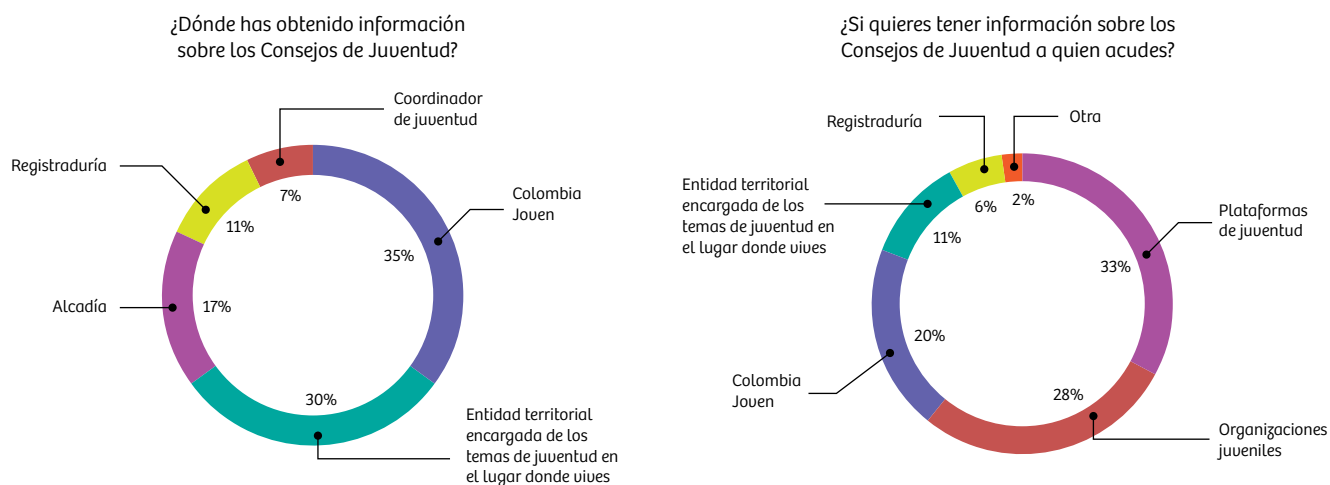 ¿Dónde has obtenido información
sobre los Consejos de Juventud?
Coordinador
de juventud
Registraduría
7%
11%
Colombia
Joven
35%
Alcadía
17%
30%
Entidad territorial
encargada de los
temas de juventud en
el lugar donde vives
¿Si quieres tener información sobre los
Consejos de Juventud a quien acudes?
Registraduría
Otra
Entidad territorial
encargada de los
temas de juventud en
el lugar donde vives
6%
2%
11%
Plataformas
de juventud
33%
20%
Colombia
Joven
28%
Organizaciones
juveniles